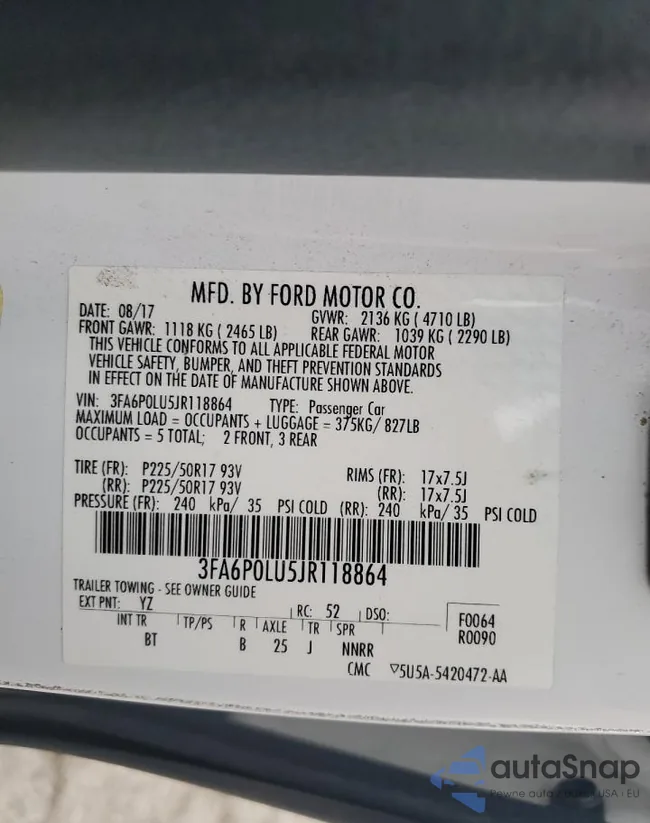 MFD. BY FORD MOTOR CO.
DATE: 08/17 GVWR: 2136 KG ( 4710 LB)
FRONT GAWR: 1118 KG ( 2465 LB) REAR GAWR: 1039 KG ( 2290 LB)
THIS VEHICLE CONFORMS TO ALL APPLICABLE FEDERAL MOTOR
VEHICLE SAFETY, BUMPER, AND THEFT PREVENTION STANDARDS
IN EFFECT ON THE DATE OF MANUFACTURE SHOWN ABOVE.
VIN: 3FA6P0LU5JR118864 TYPE: Passenger Car
MAXIMUM LOAD = OCCUPANTS + LUGGAGE = 375KG/ 827LB
OCCUPANTS = 5 TOTAL; 2 FRONT, 3 REAR
TIRE (FR): P225/50R17 93V RIMS (FR): 17x7.5J
(RR): P225/50R17 93V (RR): 17x7.5J
PRESSURE (FR): 240 kPa/ 35 PSI COLD (RR): 240 kPa/ 35 PSI COLD
3FA6P0LU5JR118864
TRAILER TOWING - SEE OWNER GUIDE
EXT PNT: YZ RC: 52 DSO: F0064
INT TR TP/PS R AXLE TR SPR R0090
BT B 25 J NNRR
CMC 5U5A-5420472-AA
autaSnap
Pewne auta z USA i EU